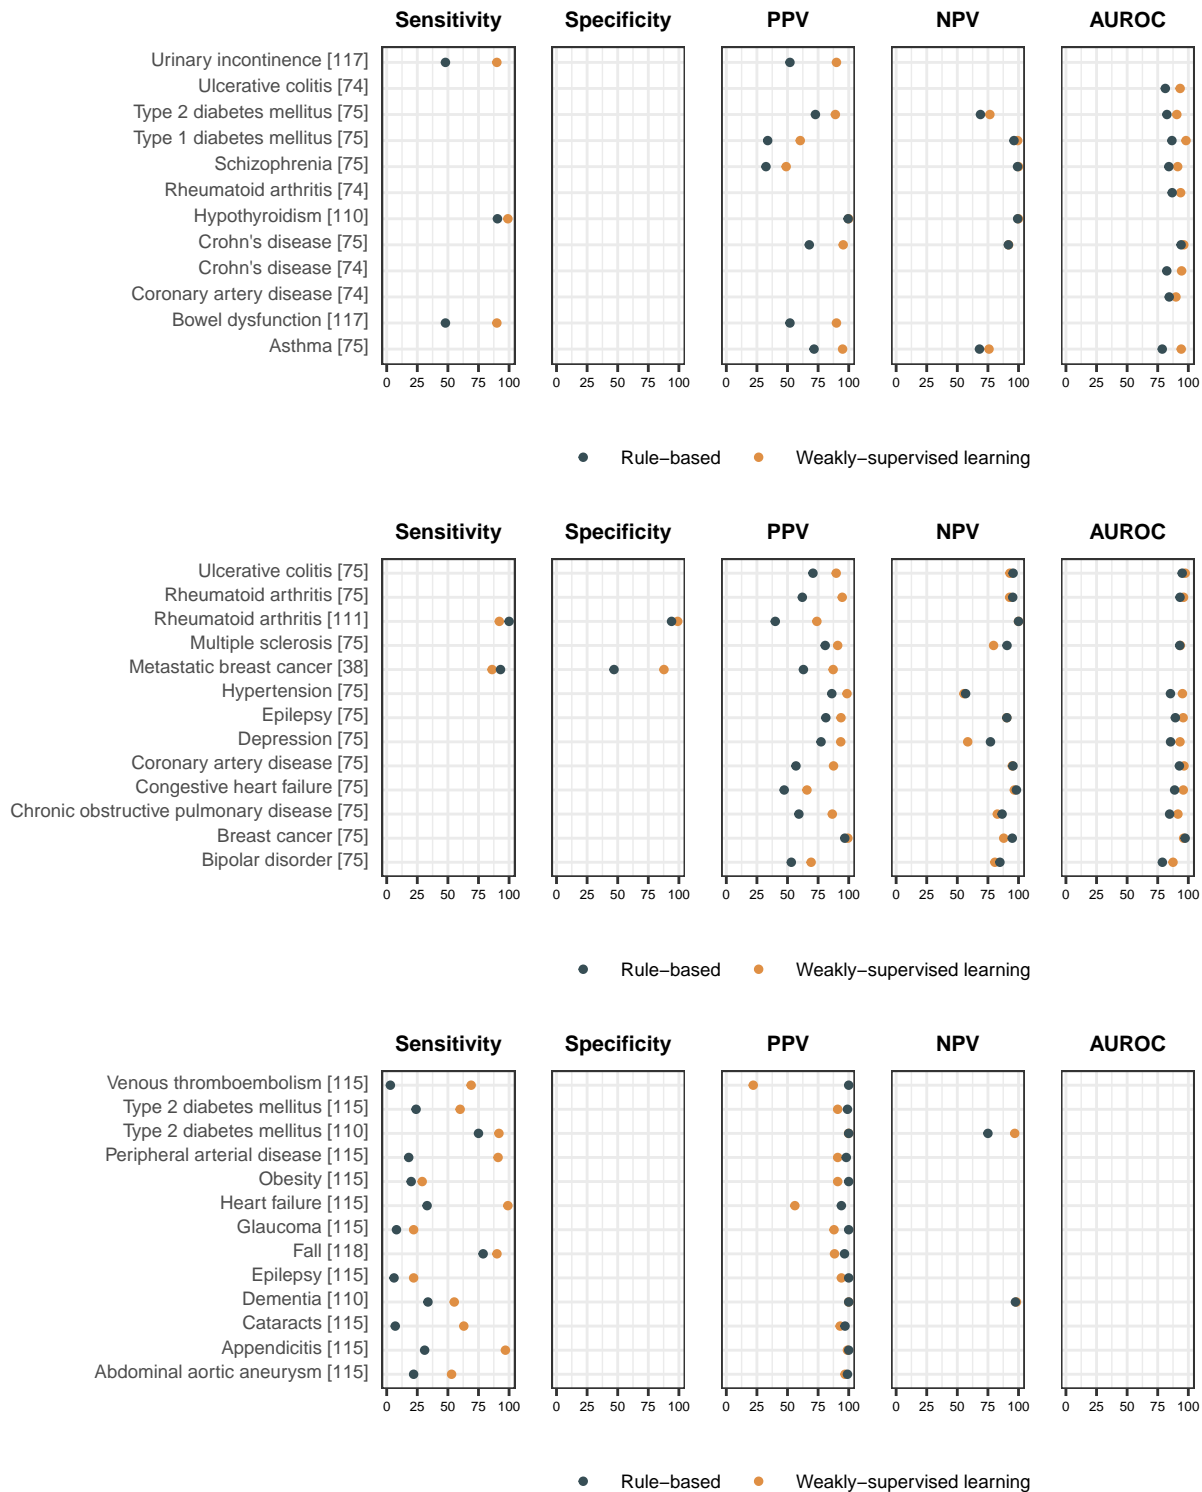 Sensitivity Specificity PPV NPV AUROC
Urinary incontinence [117]
Ulcerative colitis [74]
Type 2 diabetes mellitus [75]
Type 1 diabetes mellitus [75]
Schizophrenia [75]
Rheumatoid arthritis [74]
Hypothyroidism [110]
Crohn's disease [75]
Crohn's disease [74]
Coronary artery disease [74]
Bowel dysfunction [117]
Asthma [75]
0 25 50 75 100 0 25 50 75 100 0 25 50 75 100 0 25 50 75 100 0 25 50 75 100
Rule−based Weakly−supervised learning
Sensitivity Specificity PPV NPV AUROC
Ulcerative colitis [75]
Rheumatoid arthritis [75]
Rheumatoid arthritis [111]
Multiple sclerosis [75]
Metastatic breast cancer [38]
Hypertension [75]
Epilepsy [75]
Depression [75]
Coronary artery disease [75]
Congestive heart failure [75]
Chronic obstructive pulmonary disease [75]
Breast cancer [75]
Bipolar disorder [75]
0 25 50 75 100 0 25 50 75 100 0 25 50 75 100 0 25 50 75 100 0 25 50 75 100
Rule−based Weakly−supervised learning
Sensitivity Specificity PPV NPV AUROC
Venous thromboembolism [115]
Type 2 diabetes mellitus [115]
Type 2 diabetes mellitus [110]
Peripheral arterial disease [115]
Obesity [115]
Heart failure [115]
Glaucoma [115]
Fall [118]
Epilepsy [115]
Dementia [110]
Cataracts [115]
Appendicitis [115]
Abdominal aortic aneurysm [115]
0 25 50 75 100 0 25 50 75 100 0 25 50 75 100 0 25 50 75 100 0 25 50 75 100
Rule−based Weakly−supervised learning